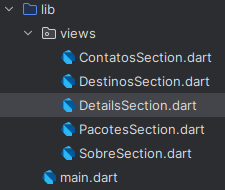 lib
views
ContatosSection.dart
DestinosSection.dart
DetailsSection.dart
PacotesSection.dart
SobreSection.dart
main.dart